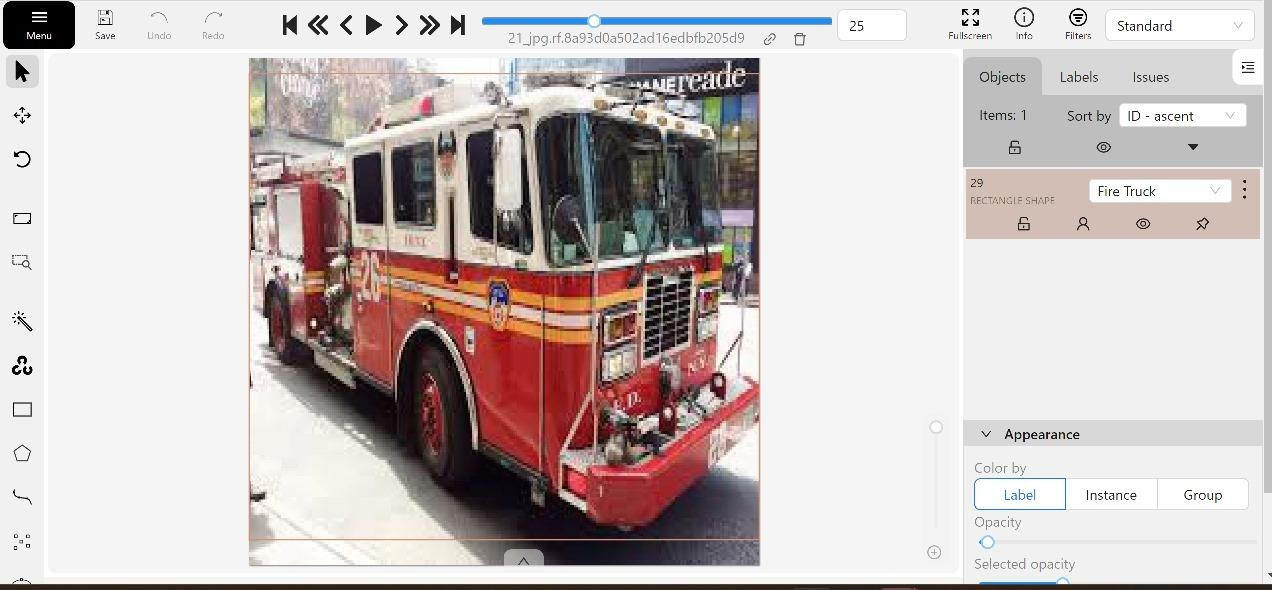 Menu
Save
Undo
Redo
21_jpg.rf.8a93d0a502ad16edbfb205d9
25
Fullscreen
Info
Filters
Standard
Objects
Labels
Issues
Items: 1
Sort by
ID - ascent
29
RECTANGLE SHAPE
Fire Truck
reade
26
F.D.
N.Y.
Appearance
Color by
Label
Instance
Group
Opacity
Selected opacity